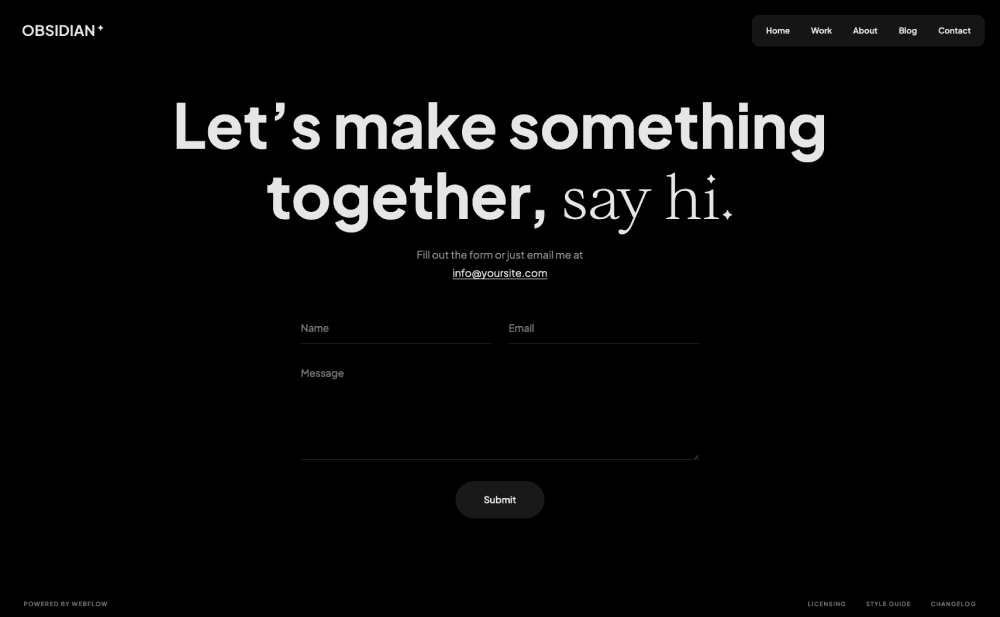 OBSIDIAN
Home Work About Blog Contact
Let’s make something
together, say hi.
Fill out the form or just email me at
info@yoursite.com
Name Email
Message
Submit
POWERED BY WEBFLOW LICENSING STYLE GUIDE CHANGELOG